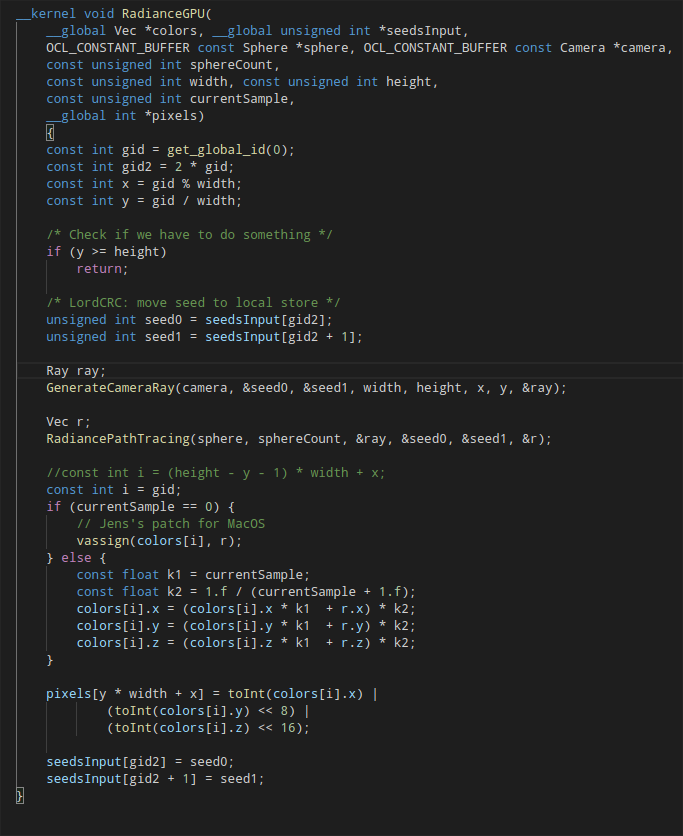 __kernel void RadianceGPU(
    __global Vec *colors, __global unsigned int *seedsInput,
    OCL_CONSTANT_BUFFER const Sphere *sphere, OCL_CONSTANT_BUFFER const Camera *camera,
    const unsigned int sphereCount,
    const unsigned int width, const unsigned int height,
    const unsigned int currentSample,
    __global int *pixels)
    {
    const int gid = get_global_id(0);
    const int gid2 = 2 * gid;
    const int x = gid % width;
    const int y = gid / width;

    /* Check if we have to do something */
    if (y >= height)
        return;

    /* LordCRC: move seed to local store */
    unsigned int seed0 = seedsInput[gid2];
    unsigned int seed1 = seedsInput[gid2 + 1];

    Ray ray;
    GenerateCameraRay(camera, &seed0, &seed1, width, height, x, y, &ray);

    Vec r;
    RadiancePathTracing(sphere, sphereCount, &ray, &seed0, &seed1, &r);

    //const int i = (height - y - 1) * width + x;
    const int i = gid;
    if (currentSample == 0) {
        // Jens's patch for MacOS
        vassign(colors[i], r);
    } else {
        const float k1 = currentSample;
        const float k2 = 1.f / (currentSample + 1.f);
        colors[i].x = (colors[i].x * k1  + r.x) * k2;
        colors[i].y = (colors[i].y * k1  + r.y) * k2;
        colors[i].z = (colors[i].z * k1  + r.z) * k2;
    }

    pixels[y * width + x] = toInt(colors[i].x) |
            (toInt(colors[i].y) << 8) |
            (toInt(colors[i].z) << 16);

    seedsInput[gid2] = seed0;
    seedsInput[gid2 + 1] = seed1;
}